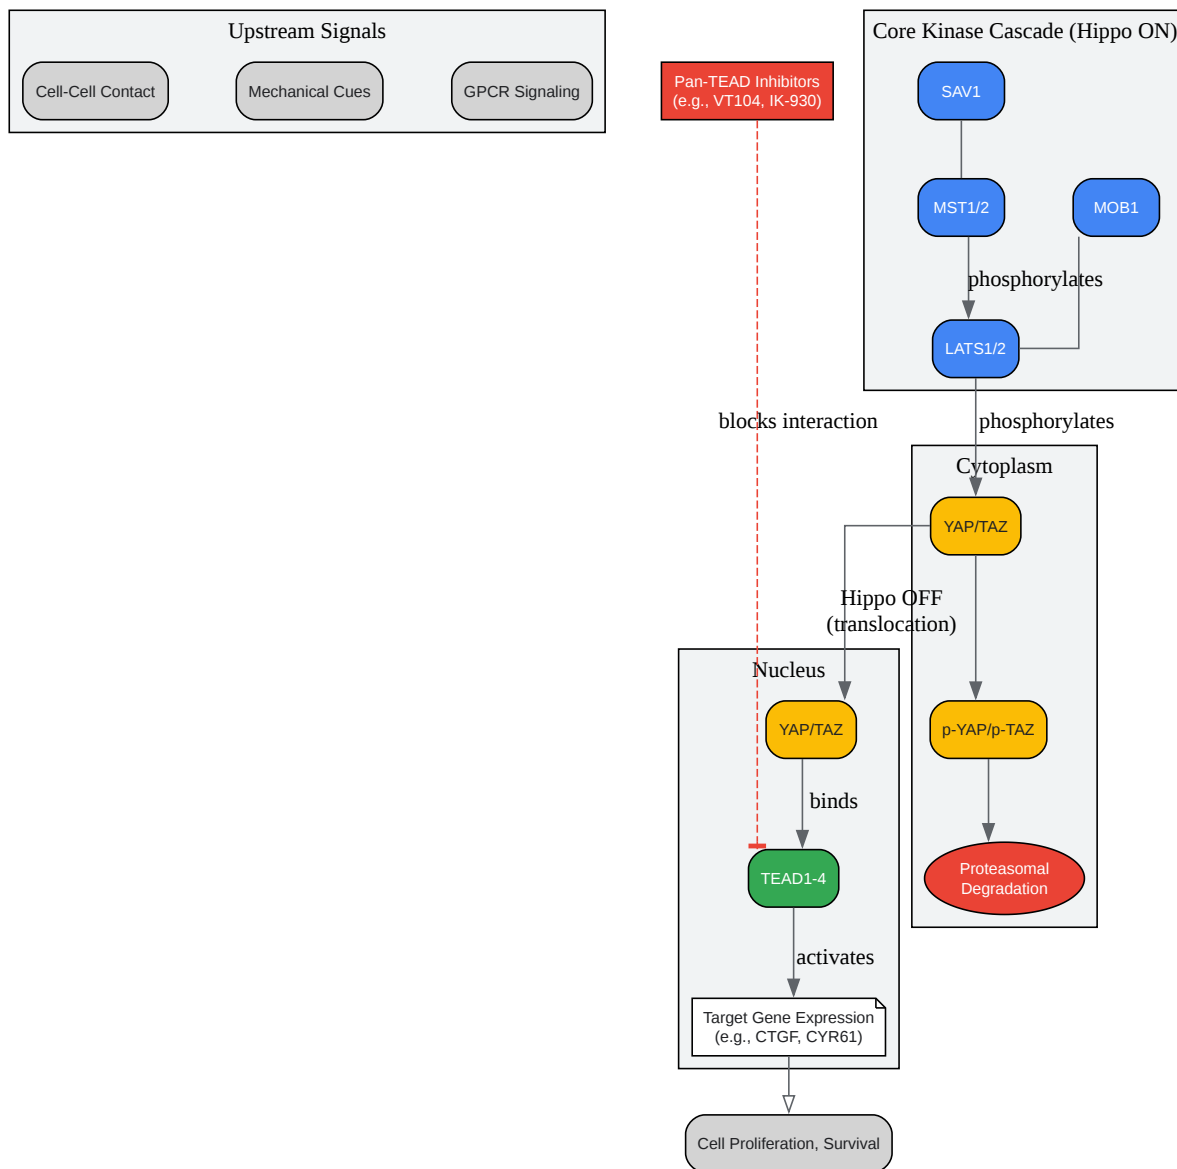 Upstream Signals
Cell-Cell Contact
Mechanical Cues
GPCR Signaling
Pan-TEAD Inhibitors
(e.g., VT104, IK-930)
Core Kinase Cascade (Hippo ON)
SAV1
MST1/2
MOB1
phosphorylates
LATS1/2
blocks interaction
phosphorylates
Cytoplasm
YAP/TAZ
Hippo OFF
(translocation)
Nucleus
YAP/TAZ
p-YAP/p-TAZ
binds
TEAD1-4
Proteasomal
Degradation
activates
Target Gene Expression
(e.g., CTGF, CYR61)
Cell Proliferation, Survival